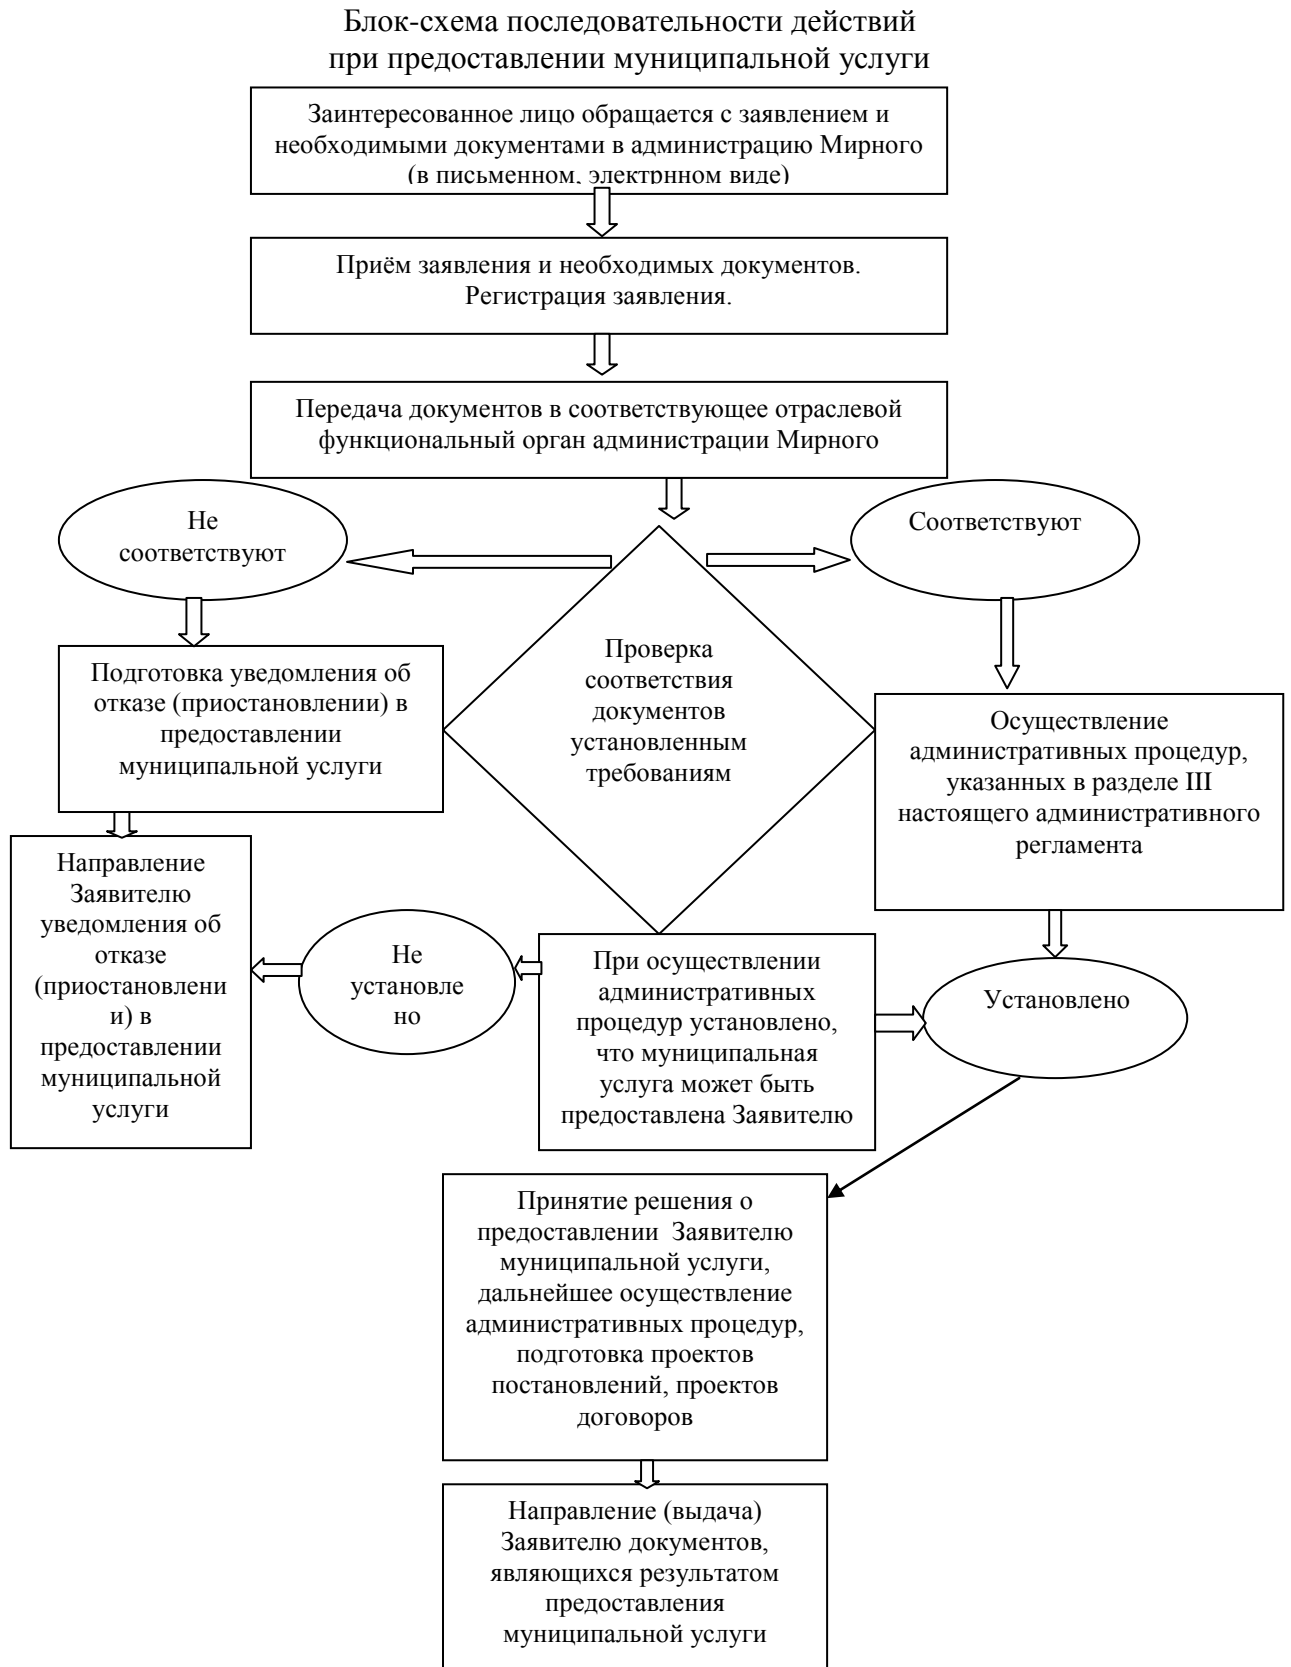 Блок-схема последовательности действий
при предоставлении муниципальной услуги
Заинтересованное лицо обращается с заявлением и
необходимыми документами в администрацию Мирного
(в письменном, электрнном виде)
Приём заявления и необходимых документов.
Регистрация заявления.
Передача документов в соответствующее отраслевой
функциональный орган администрации Мирного
Не
соответствуют
Соответствуют
Проверка
соответствия
документов
установленным
требованиям
Подготовка уведомления об
отказе (приостановлении) в
предоставлении
муниципальной услуги
Осуществление
административных процедур,
указанных в разделе III
настоящего административного
регламента
Направление
Заявителю
уведомления об
отказе
(приостановлени
и) в
предоставлении
муниципальной
услуги
Не
установле
но
При осуществлении
административных
процедур установлено,
что муниципальная
услуга может быть
предоставлена Заявителю
Установлено
Принятие решения о
предоставлении  Заявителю
муниципальной услуги,
дальнейшее осуществление
административных процедур,
подготовка проектов
постановлений, проектов
договоров
Направление (выдача)
Заявителю документов,
являющихся результатом
предоставления
муниципальной услуги